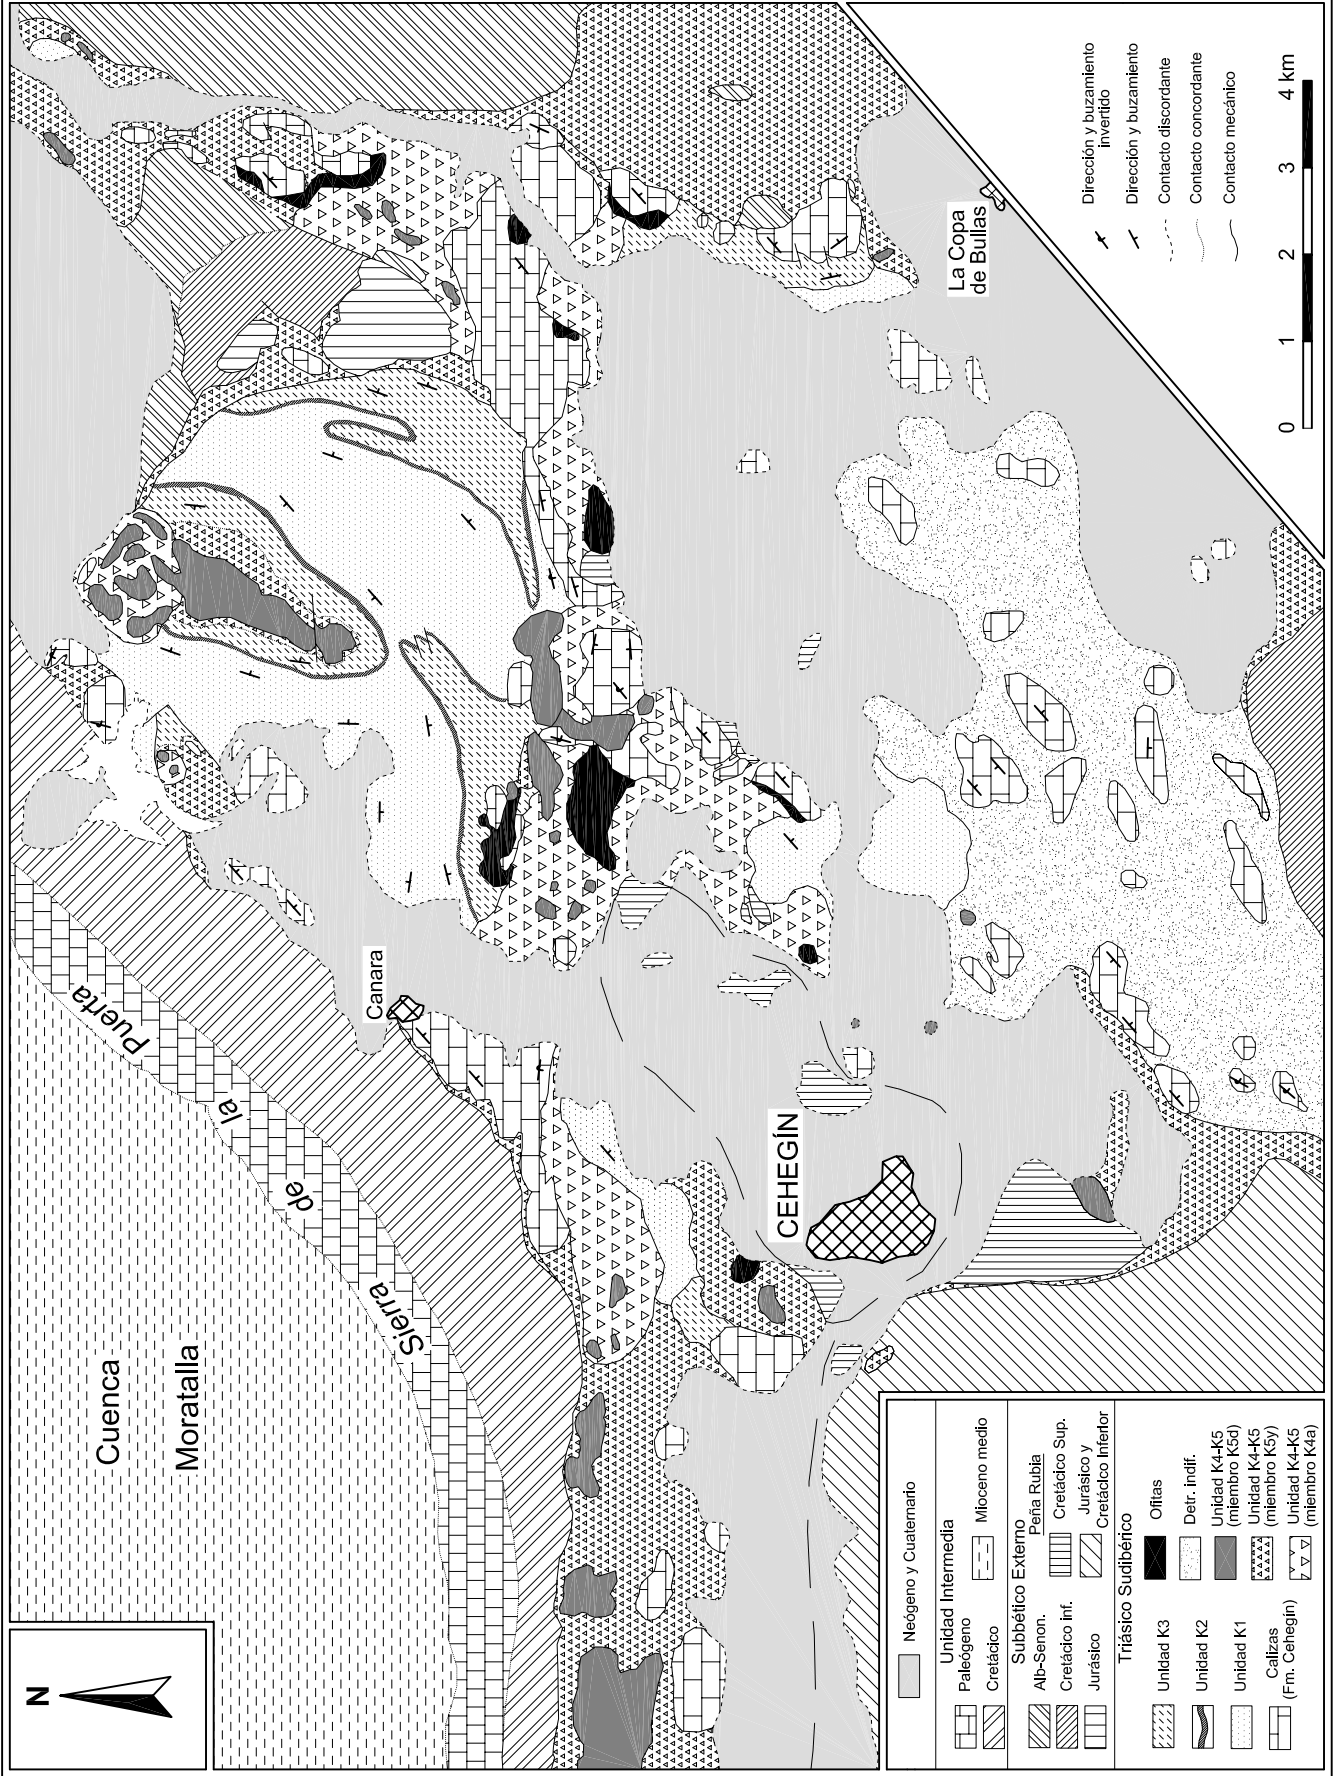 N
Cuenca
Moratalla
Sierra
de
la
Puerta
Canara
CEHEGÍN
La Copa
de Bullas
Dirección y buzamiento
invertido
Dirección y buzamiento
Contacto discordante
Contacto concordante
Contacto mecánico
0 1 2 3 4 km
Neógeno y Cuaternario
Unidad Intermedia
Paleógeno
Mioceno medio
Cretácico
Subbético Externo
Alb-Senon.
Cretácico inf.
Jurásico
Peña Rubia
Cretácico Sup.
Jurásico y
Cretácico Inferior
Triásico Sudibérico
Unidad K3
Unidad K2
Unidad K1
Calizas
(Fm. Cehegín)
Ofitas
Detr. indif.
Unidad K4-K5
(miembro K5d)
Unidad K4-K5
(miembro K5y)
Unidad K4-K5
(miembro K4a)